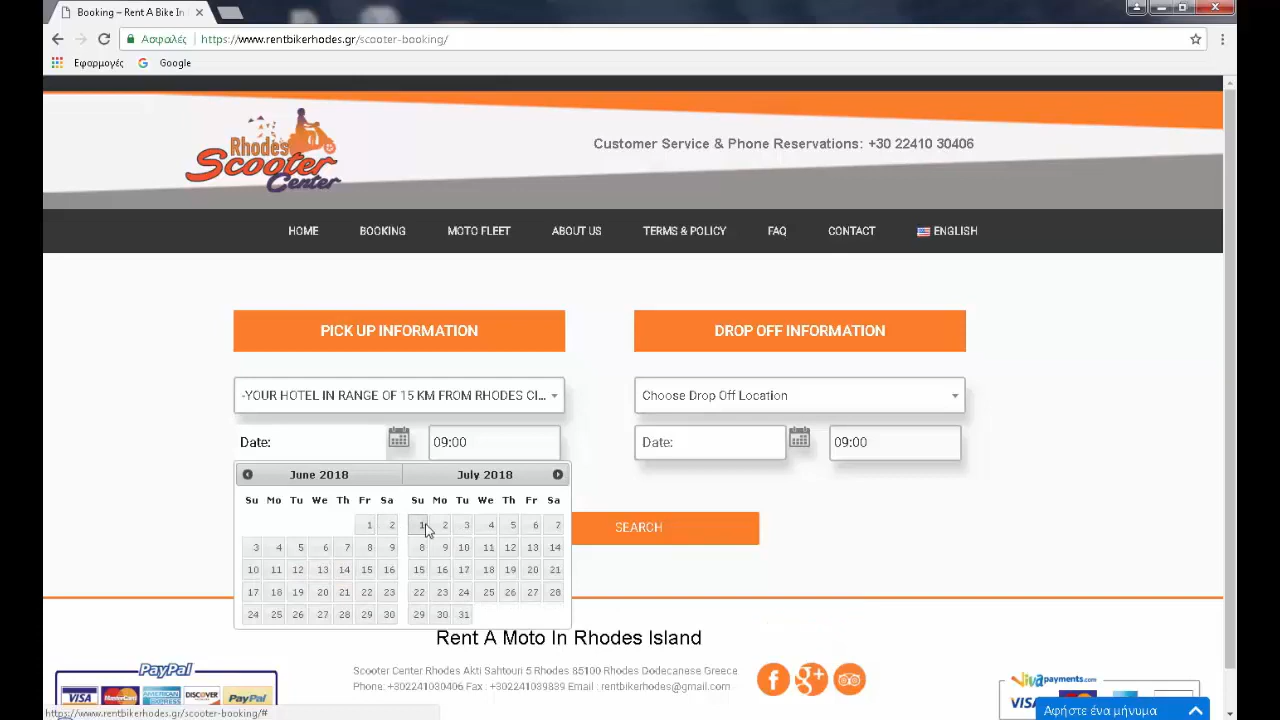 Booking – Rent A Bike In
Ασφαλές | https://www.rentbikerhodes.gr/scooter-booking/
Εφαρμογές Google
Rhodes
Scooter
Center
Customer Service & Phone Reservations: +30 22410 30406
HOME BOOKING MOTO FLEET ABOUT US TERMS & POLICY FAQ CONTACT ENGLISH
PICK UP INFORMATION DROP OFF INFORMATION
-YOUR HOTEL IN RANGE OF 15 KM FROM RHODES CI... Choose Drop Off Location
Date: 09:00 Date: 09:00
June 2018 July 2018
Su Mo Tu We Th Fr Sa Su Mo Tu We Th Fr Sa
1 2 1 2 3 4 5 6 7
3 4 5 6 7 8 9 8 9 10 11 12 13 14
10 11 12 13 14 15 16 15 16 17 18 19 20 21
17 18 19 20 21 22 23 22 23 24 25 26 27 28
24 25 26 27 28 29 30 29 30 31
SEARCH
Rent A Moto In Rhodes Island
Scooter Center Rhodes Akti Sahtouri 5 Rhodes 85100 Rhodes Dodecanese Greece
Phone: +302241030406 Fax : +302241039839 Email : rentbikerhodes@gmail.com
PayPal
VISA MasterCard AMERICAN EXPRESS DISCOVER PayPal
vivapayments.com
VISA
Αφήστε ένα μήνυμα
https://www.rentbikerhodes.gr/scooter-booking/#